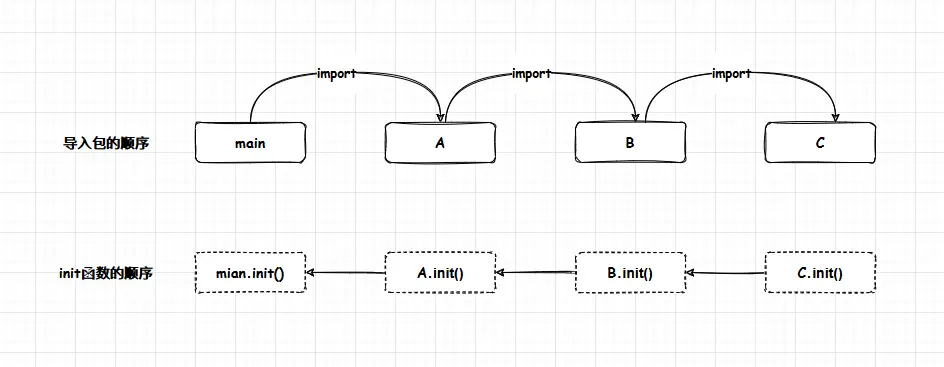 import import import
导入包的顺序 main A B C
init函数的顺序 mian.init() A.init() B.init() C.init()